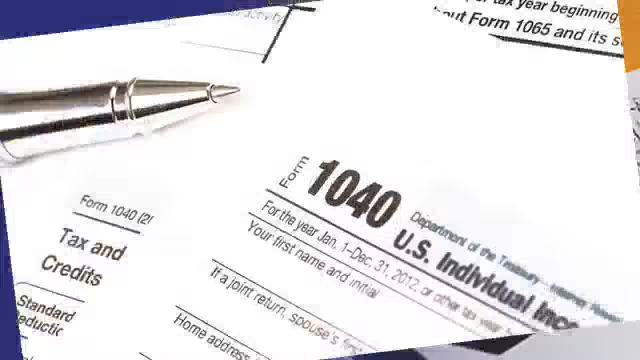 tax year beginning
out Form 1065 and its
Form
1040
Department of the Treasury
U.S. Individual
For the year Jan. 1–Dec. 31, 2012, or other tax year
Your first name and initial
If a joint return, spouse's first
Home address
Form 1040
Tax and
Credits
Standard